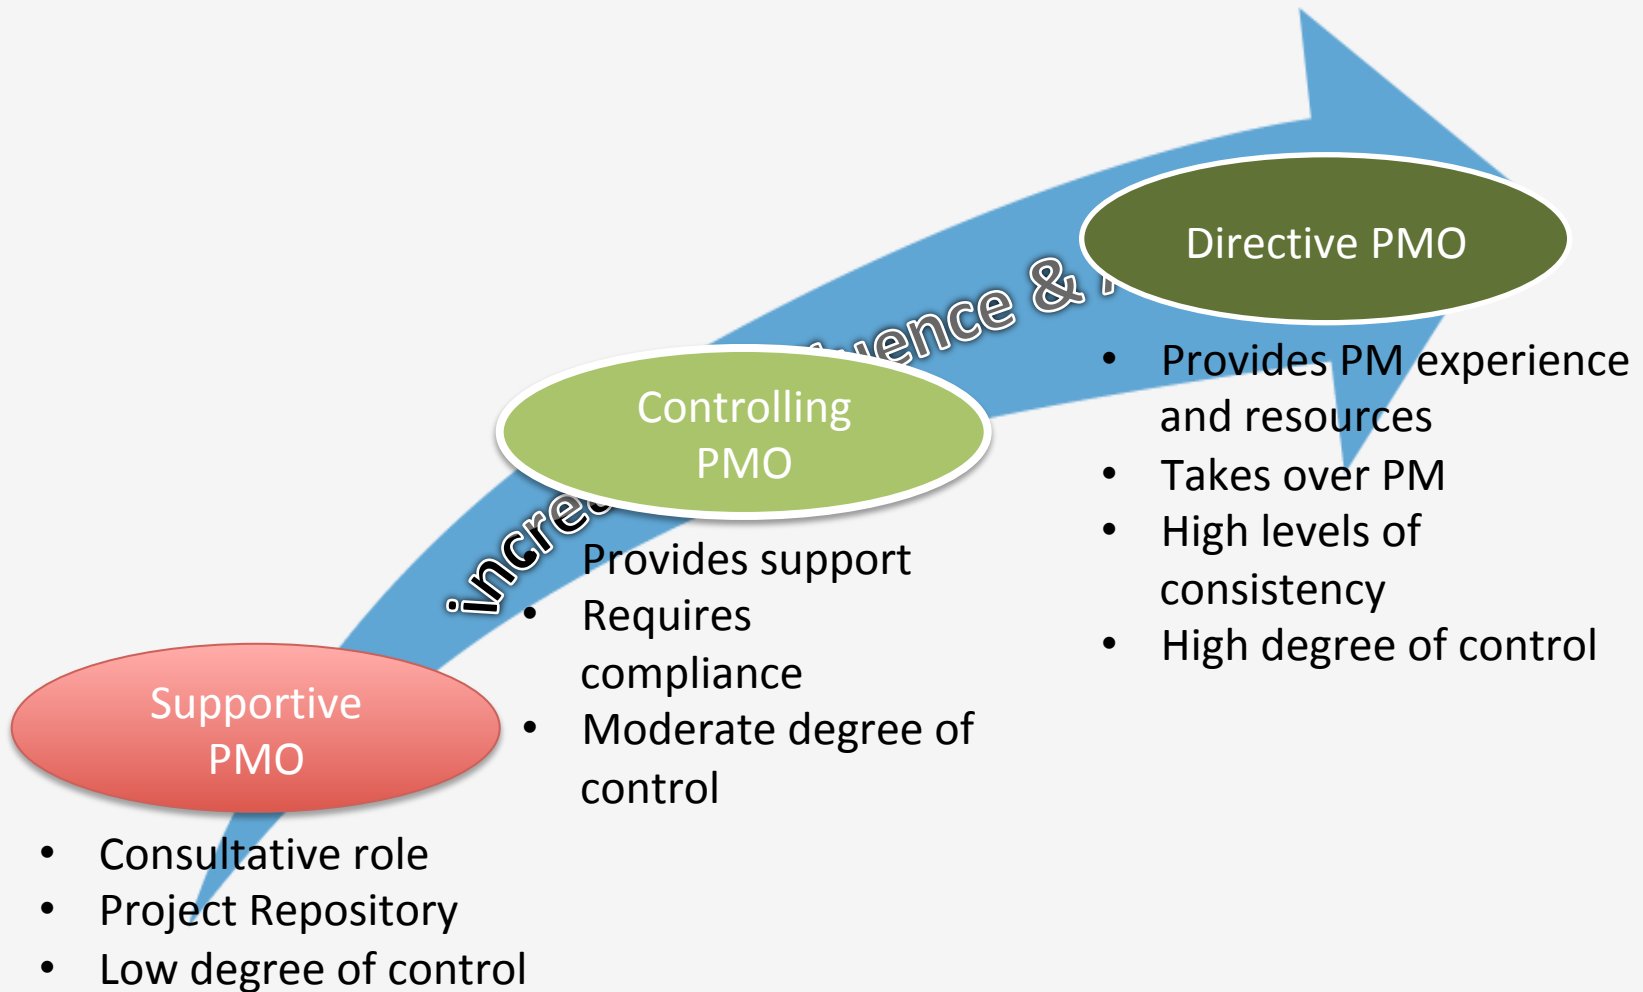 Directive PMO
• Provides PM experience
and resources
• Takes over PM
• High levels of
consistency
• High degree of control
Controlling
PMO
• Provides support
• Requires
compliance
• Moderate degree of
control
Supportive
PMO
• Consultative role
• Project Repository
• Low degree of control
&